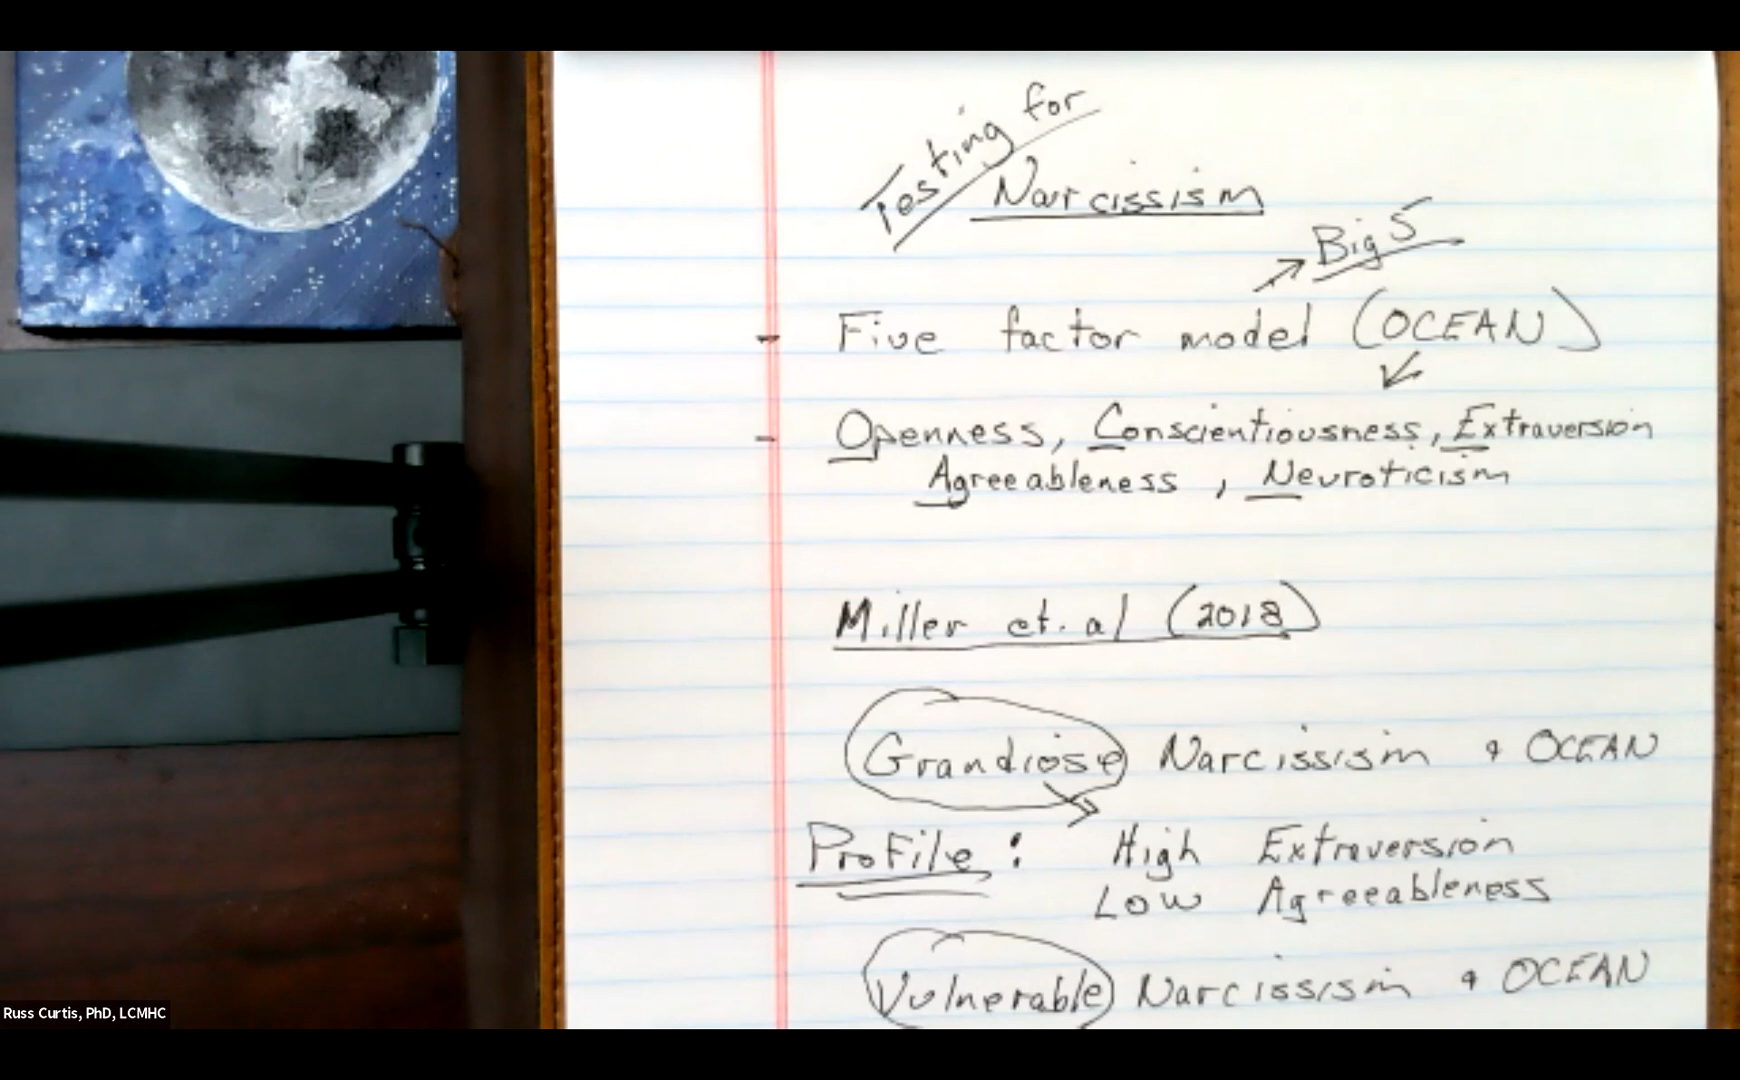 Testing for
Narcissism
→ Big 5
- Five factor model (OCEAN)
- Openness, Conscientiousness, Extraversion
Agreeableness, Neuroticism
Miller et. al (2018)
Grandiose Narcissism & OCEAN
Profile: High Extraversion
Low Agreeableness
Vulnerable Narcissism & OCEAN
Russ Curtis, PhD, LCMHC